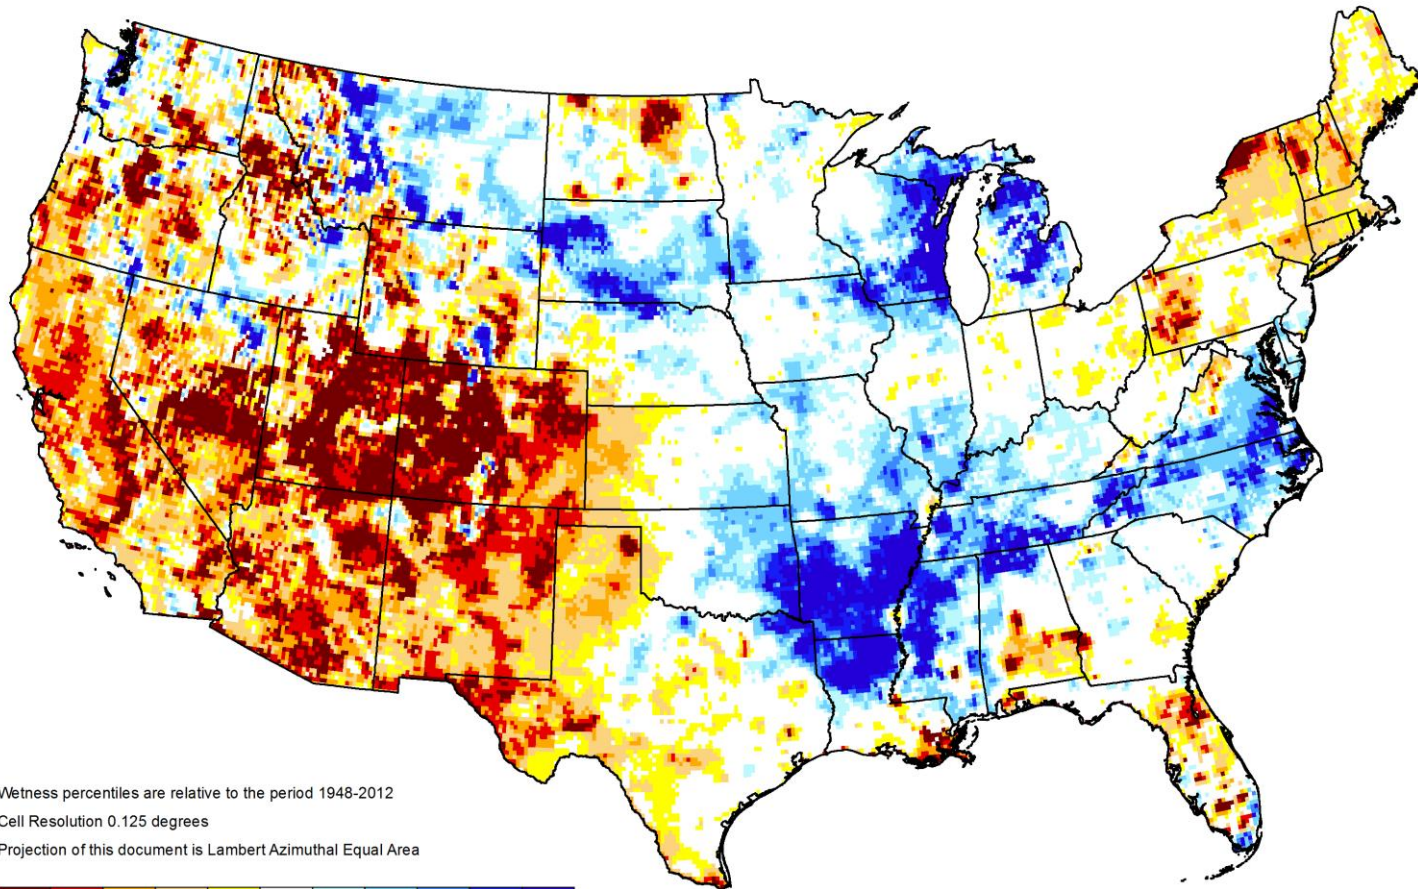 Wetness percentiles are relative to the period 1948-2012
Cell Resolution 0.125 degrees
Projection of this document is Lambert Azimuthal Equal Area